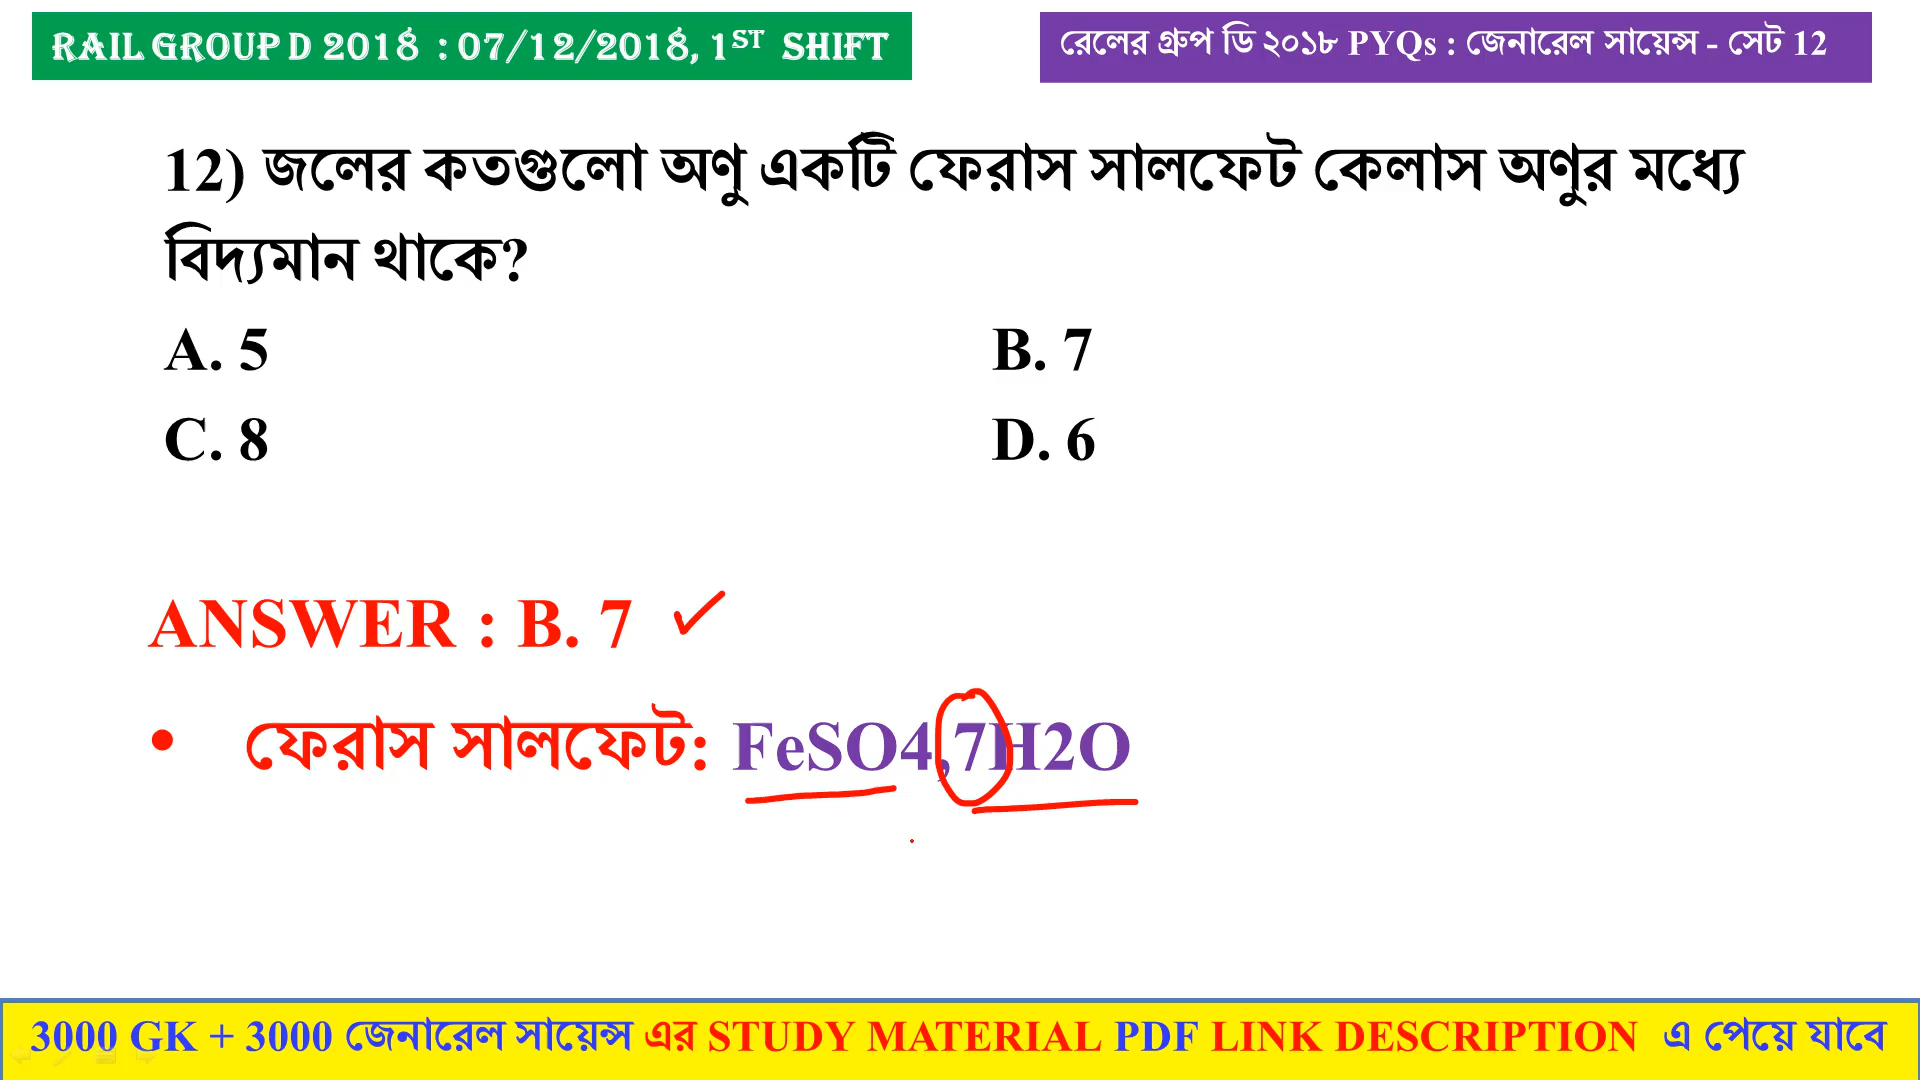 RAIL GROUP D 2018 : 07/12/2018, 1ST SHIFT
রেলের গ্রুপ ডি ২০১৮ PYQs : জেনারেল সায়েন্স - সেট 12
12) জলের কতগুলো অণু একটি ফেরাস সালফেট কেলাস অণুর মধ্যে
বিদ্যমান থাকে?
A. 5 B. 7
C. 8 D. 6
ANSWER : B. 7
• ফেরাস সালফেট: FeSO4,7H2O
3000 GK + 3000 জেনারেল সায়েন্স এর STUDY MATERIAL PDF LINK DESCRIPTION এ পেয়ে যাবে